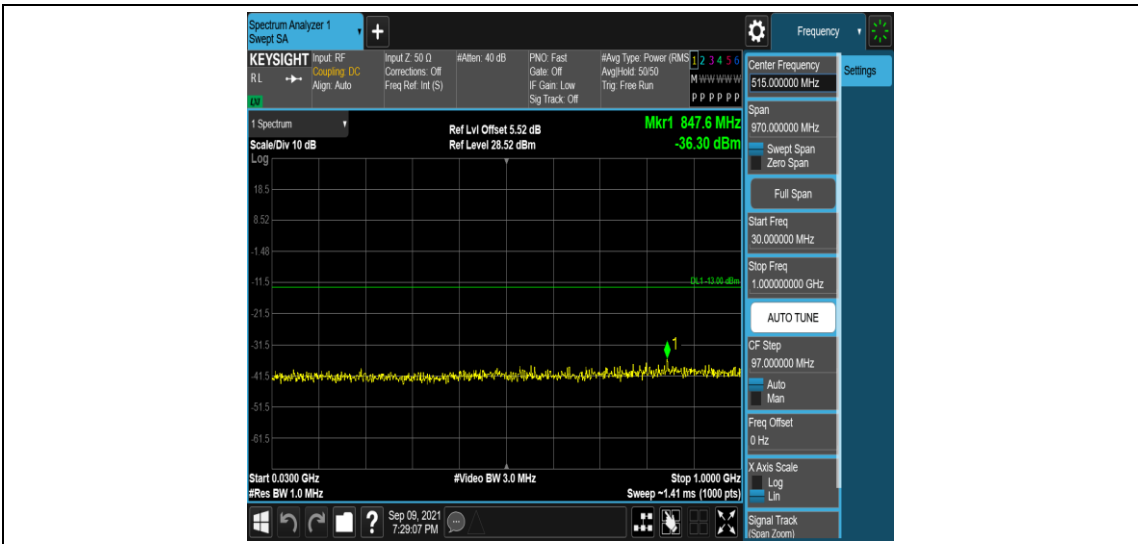 Spectrum Analyzer 1
Swept SA
Frequency
KEYSIGHT
RL
LXI
Input: RF
Coupling: DC
Align: Auto
Input Z: 50 Ω
Corrections: Off
Freq Ref: Int (S)
#Atten: 40 dB
PNO: Fast
Gate: Off
IF Gain: Low
Sig Track: Off
#Avg Type: Power (RMS
Avg|Hold: 50/50
Trig: Free Run
1 2 3 4 5 6
M W W W W W
P P P P P P
1 Spectrum
Scale/Div 10 dB
Log
Ref Lvl Offset 5.52 dB
Ref Level 28.52 dBm
Mkr1 847.6 MHz
-36.30 dBm
18.5
8.52
-1.48
-11.5
DL1 -13.00 dBm
-21.5
-31.5
1
-41.5
-51.5
-61.5
Start 0.0300 GHz
#Res BW 1.0 MHz
#Video BW 3.0 MHz
Stop 1.0000 GHz
Sweep ~1.41 ms (1000 pts)
Sep 09, 2021
7:29:07 PM
Center Frequency
515.000000 MHz
Settings
Span
970.000000 MHz
Swept Span
Zero Span
Full Span
Start Freq
30.000000 MHz
Stop Freq
1.000000000 GHz
AUTO TUNE
CF Step
97.000000 MHz
Auto
Man
Freq Offset
0 Hz
X Axis Scale
Log
Lin
Signal Track
(Span Zoom)